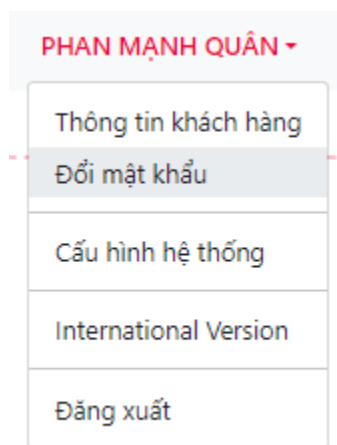 PHAN MẠNH QUÂN
Thông tin khách hàng
Đổi mật khẩu
Cấu hình hệ thống
International Version
Đăng xuất